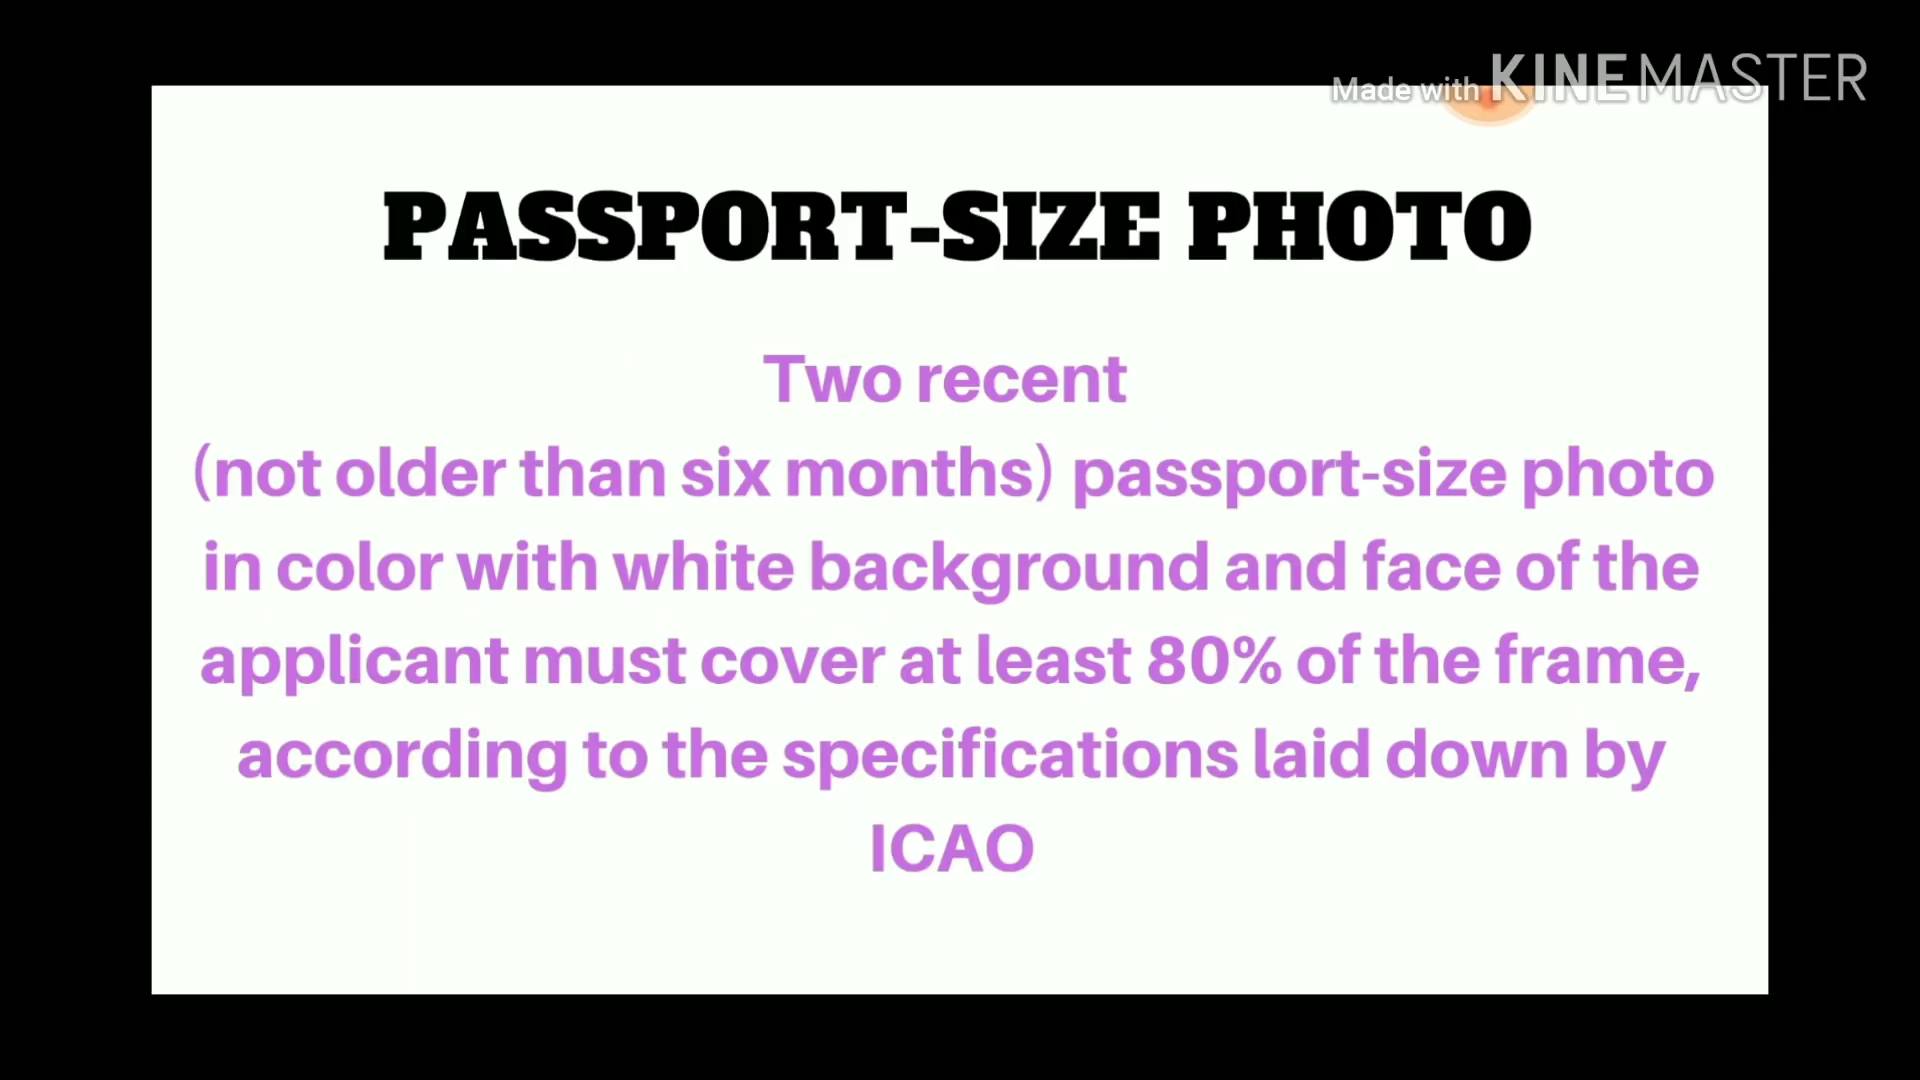 Made with KINEMASTER
PASSPORT-SIZE PHOTO
Two recent
(not older than six months) passport-size photo
in color with white background and face of the
applicant must cover at least 80% of the frame,
according to the specifications laid down by
ICAO